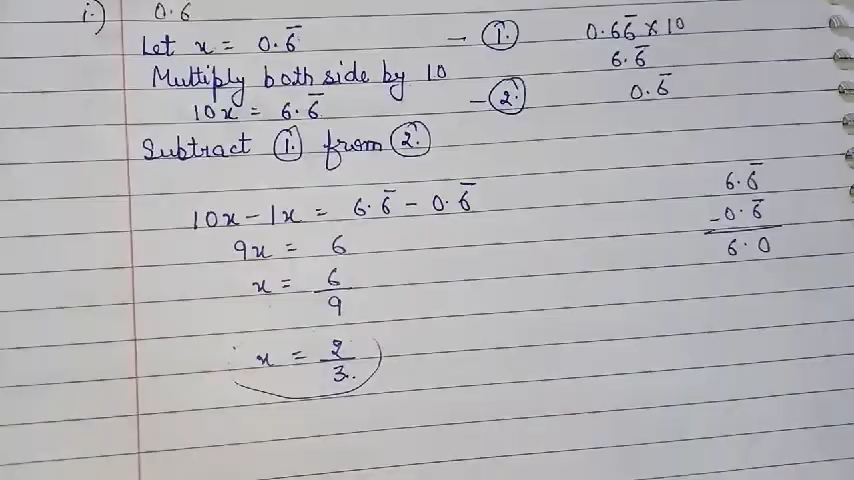 i.) 0.6
Let x = 0.6̅ — ①
Multiply both side by 10
10x = 6.6̅ — ②
Subtract ① from ②
10x - 1x = 6.6̅ - 0.6̅
9x = 6
x = 6/9
x = 2/3
0.66̅ x 10
6.6̅
0.6̅
6.6̅
-0.6̅
6.0